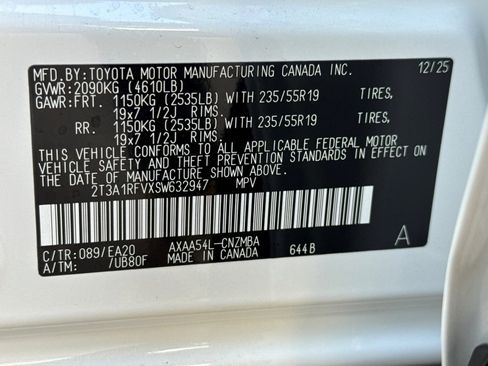 MFD.BY:TOYOTA MOTOR MANUFACTURING CANADA INC. 12/25
GVWR:2090KG (4610LB)
GAWR:FRT. 1150KG (2535LB) WITH 235/55R19 TIRES,
19x7 1/2J RIMS.
RR. 1150KG (2535LB) WITH 235/55R19 TIRES,
19x7 1/2J RIMS.
THIS VEHICLE CONFORMS TO ALL APPLICABLE FEDERAL MOTOR
VEHICLE SAFETY AND THEFT PREVENTION STANDARDS IN EFFECT
ON THE DATE OF MANUFACTURE SHOWN ABOVE.
2T3A1RFVXSW632947 MPV
C/TR:089/EA20 AXAA54L-CNZMBA 644B A
A/TM: /UB80F MADE IN CANADA